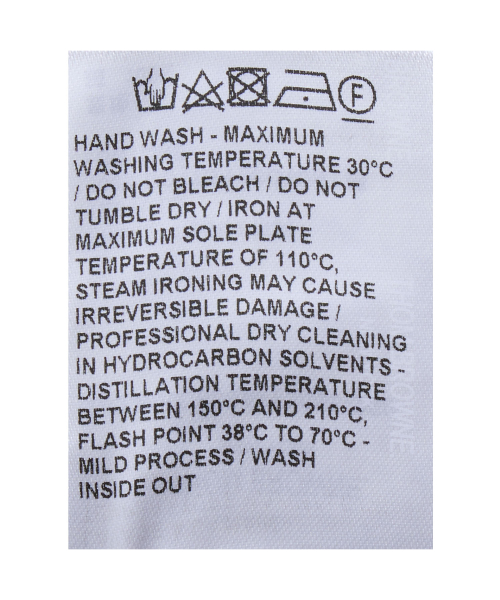 F
HAND WASH - MAXIMUM
WASHING TEMPERATURE 30°C
/ DO NOT BLEACH / DO NOT
TUMBLE DRY / IRON AT
MAXIMUM SOLE PLATE
TEMPERATURE OF 110°C,
STEAM IRONING MAY CAUSE
IRREVERSIBLE DAMAGE /
PROFESSIONAL DRY CLEANING
IN HYDROCARBON SOLVENTS -
DISTILLATION TEMPERATURE
BETWEEN 150°C AND 210°C,
FLASH POINT 38°C TO 70°C -
MILD PROCESS / WASH
INSIDE OUT